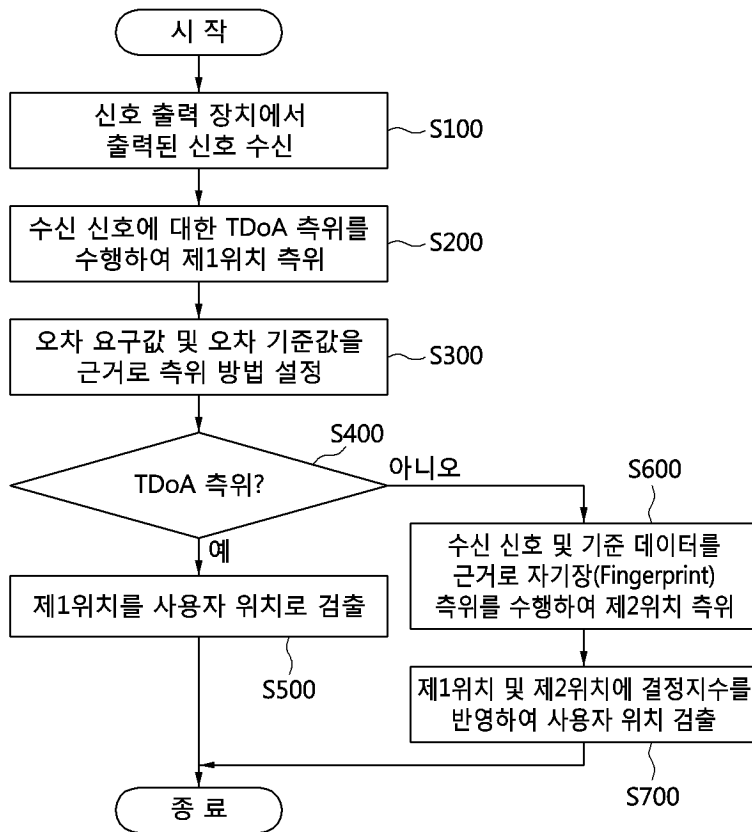 시 작
신호 출력 장치에서
출력된 신호 수신
S100
수신 신호에 대한 TDoA 측위를
수행하여 제1위치 측위
S200
오차 요구값 및 오차 기준값을
근거로 측위 방법 설정
S300
S400
TDoA 측위?
아니오
예
S600
수신 신호 및 기준 데이터를
근거로 자기장(Fingerprint)
측위를 수행하여 제2위치 측위
제1위치를 사용자 위치로 검출
S500
제1위치 및 제2위치에 결정지수를
반영하여 사용자 위치 검출
S700
종 료